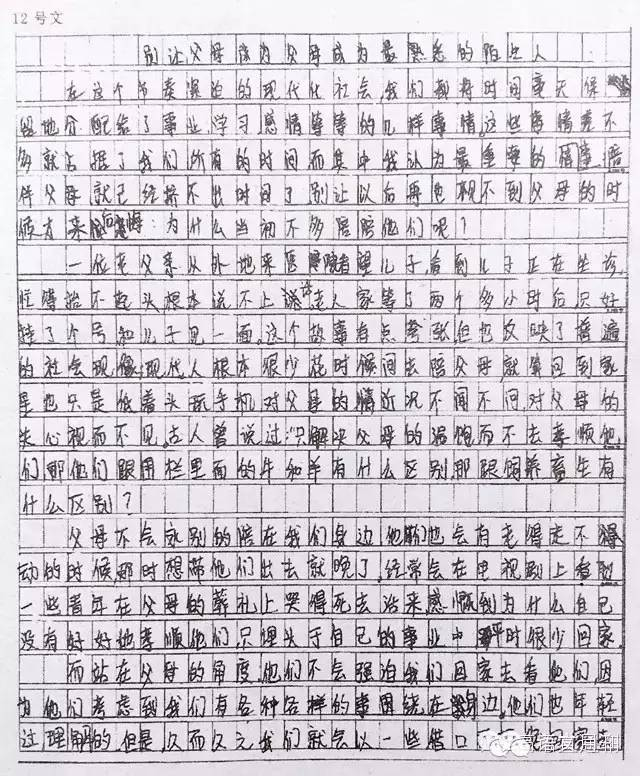 12 号文
别让父母成为父母成为最熟悉的陌生人
在这个节奏紧迫的现代化社会,我们都将时间毫无保
留地分配给了事业,学习,感情等等的几样事情,这些事情差不
多就占据了我们所有的时间而其中我认为最重要的事,陪
伴父母就已经挤不出时间了,别让以后再也见不到父母的时
候才来后悔:为什么当初不多陪陪他们呢?
一位老父亲从外地来医院看望儿子,看到儿子正在坐诊,
忙得抬不起头根本说不上话,老人家等了两个多小时后只好
挂了个号和儿子见一面。这个故事有点夸张但也反映了普遍
的社会现像,现代人根本很少花时间去陪父母,就算回到家
里也只是低着头玩手机对父母的近况不闻不问,对父母的
失心视而不见。古人曾说过:只解决父母的温饱而不去孝顺他
们那他们跟围栏里面的牛和羊有什么区别,那跟饲养畜生有
什么区别?
父母不会永别的陪在我们身边,他们也会有老得走不
动的时候那时想带他们出去就晚了。经常会在电视剧上看到
一些青年在父母的葬礼上哭得死去活来,感慨到为什么自己
没有好好地孝顺他们,只埋头于自己的事业中平时很少回家。
而站在父母的角度,他们不会强迫我们回家去看他们,因
为他们考虑到我们有各种各样的事围绕在身边,他们也年轻
过理解的。但是,久而久之我们就会以一些借口